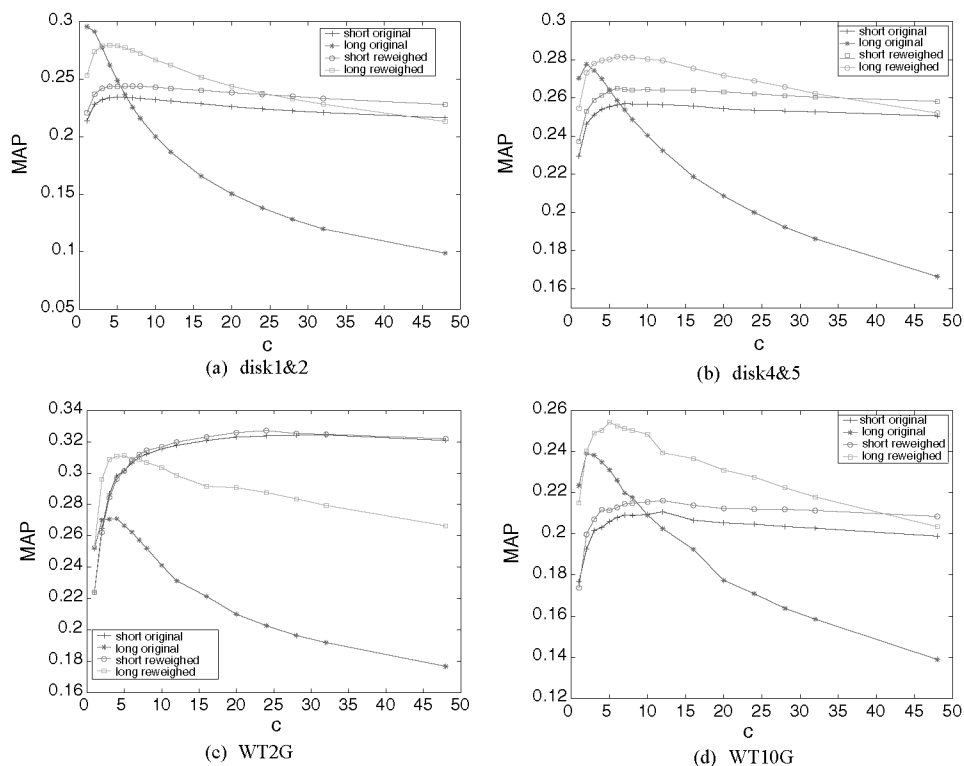 0.3
0.25
0.2
0.15
0.1
0.05
MAP
0 5 10 15 20 25 30 35 40 45 50
c
short original
long original
short reweighed
long reweighed
(a) disk1&2
0.3
0.28
0.26
0.24
0.22
0.2
0.18
0.16
MAP
0 5 10 15 20 25 30 35 40 45 50
c
short original
long original
short reweighed
long reweighed
(b) disk4&5
0.34
0.32
0.3
0.28
0.26
0.24
0.22
0.2
0.18
0.16
MAP
0 5 10 15 20 25 30 35 40 45 50
c
short original
long original
short reweighed
long reweighed
(c) WT2G
0.26
0.24
0.22
0.2
0.18
0.16
0.14
0.12
MAP
0 5 10 15 20 25 30 35 40 45 50
c
short original
long original
short reweighed
long reweighed
(d) WT10G